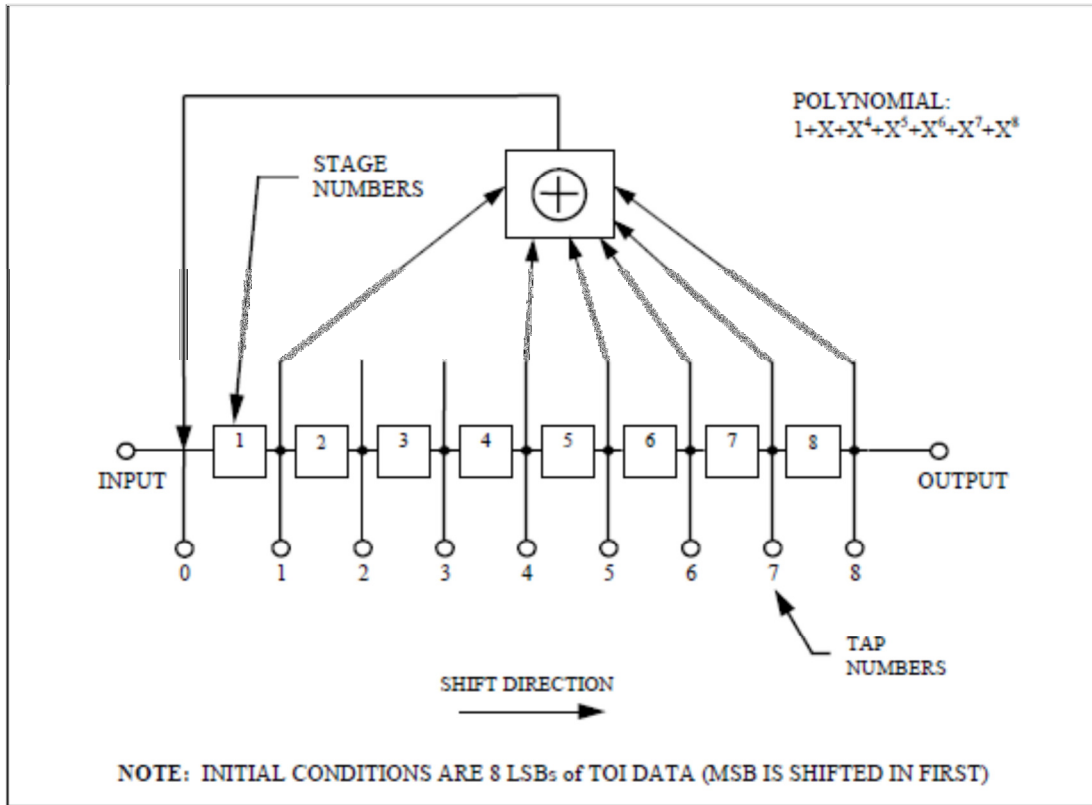 POLYNOMIAL:
1+X+X⁴+X⁵+X⁶+X⁷+X⁸
STAGE
NUMBERS
1 2 3 4 5 6 7 8
INPUT
OUTPUT
0 1 2 3 4 5 6 7 8
TAP
NUMBERS
SHIFT DIRECTION
NOTE: INITIAL CONDITIONS ARE 8 LSBs of TOI DATA (MSB IS SHIFTED IN FIRST)